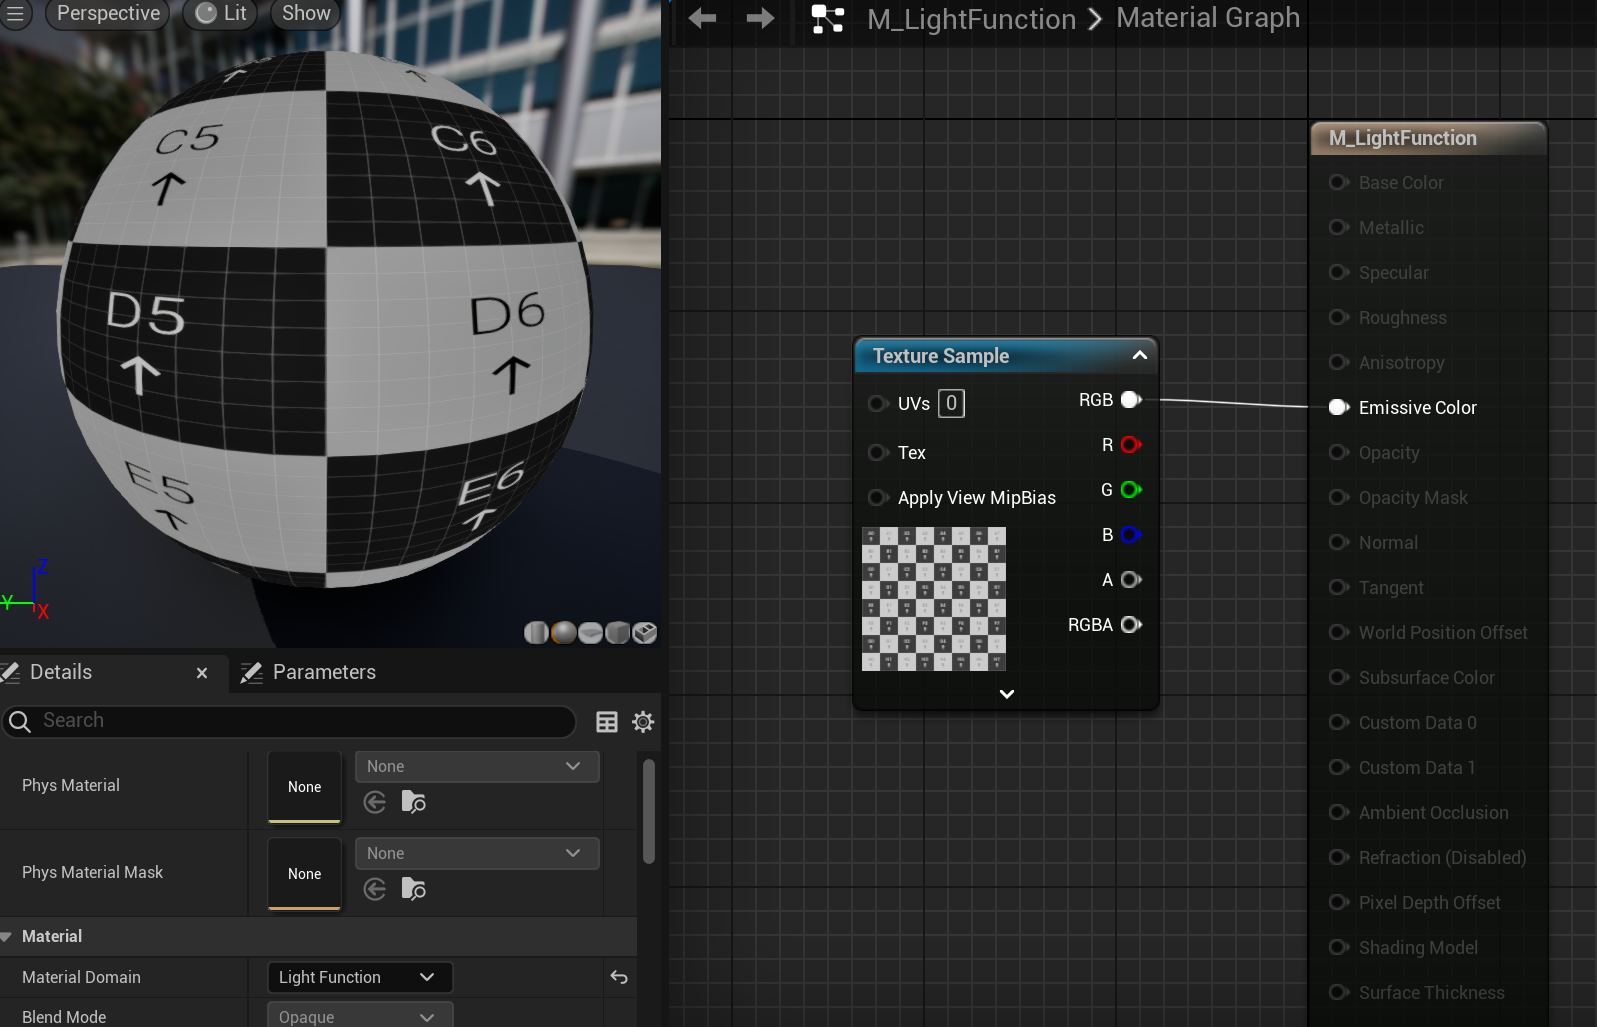 Perspective
Lit
Show
M_LightFunction
Material Graph
C5
C6
D5
D6
E5
E6
Z
Y
X
M_LightFunction
Base Color
Metallic
Specular
Roughness
Anisotropy
Emissive Color
Opacity
Opacity Mask
Normal
Tangent
World Position Offset
Subsurface Color
Custom Data 0
Custom Data 1
Ambient Occlusion
Refraction (Disabled)
Pixel Depth Offset
Shading Model
Surface Thickness
Texture Sample
UVs 0
RGB
Tex
R
Apply View MipBias
G
B
A
RGBA
Details
Parameters
Search
Phys Material
None
None
Phys Material Mask
None
None
Material
Material Domain
Light Function
Blend Mode
Opaque